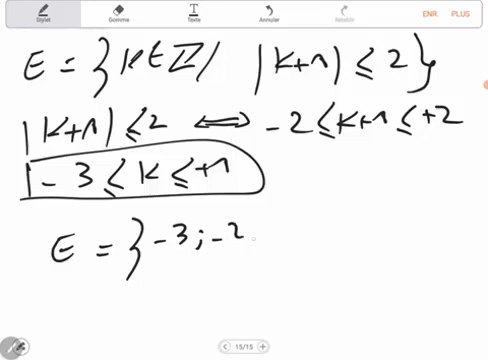 Stylet Gomme Texte Annuler Rétablir ENR. PLUS
E = {k ∈ ℤ / |k+1| ≤ 2}
|k+1| ≤ 2 ⟺ -2 ≤ k+1 ≤ +2
-3 ≤ k ≤ +1
E = { -3 ; -2
15/15